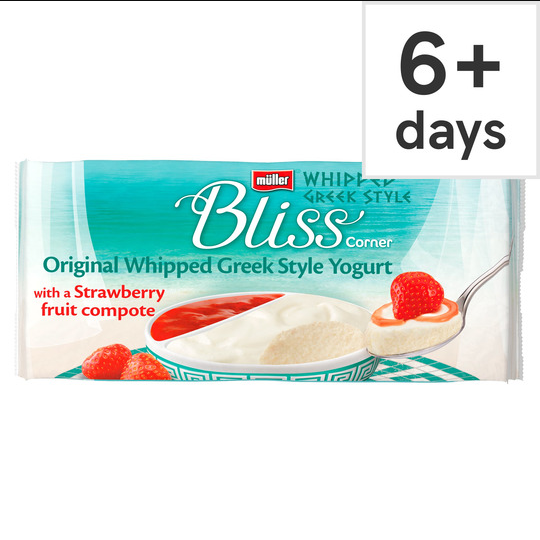 6+
days
müller
WHIPPED
GREEK STYLE
Bliss
Corner
Original Whipped Greek Style Yogurt
with a Strawberry
fruit compote